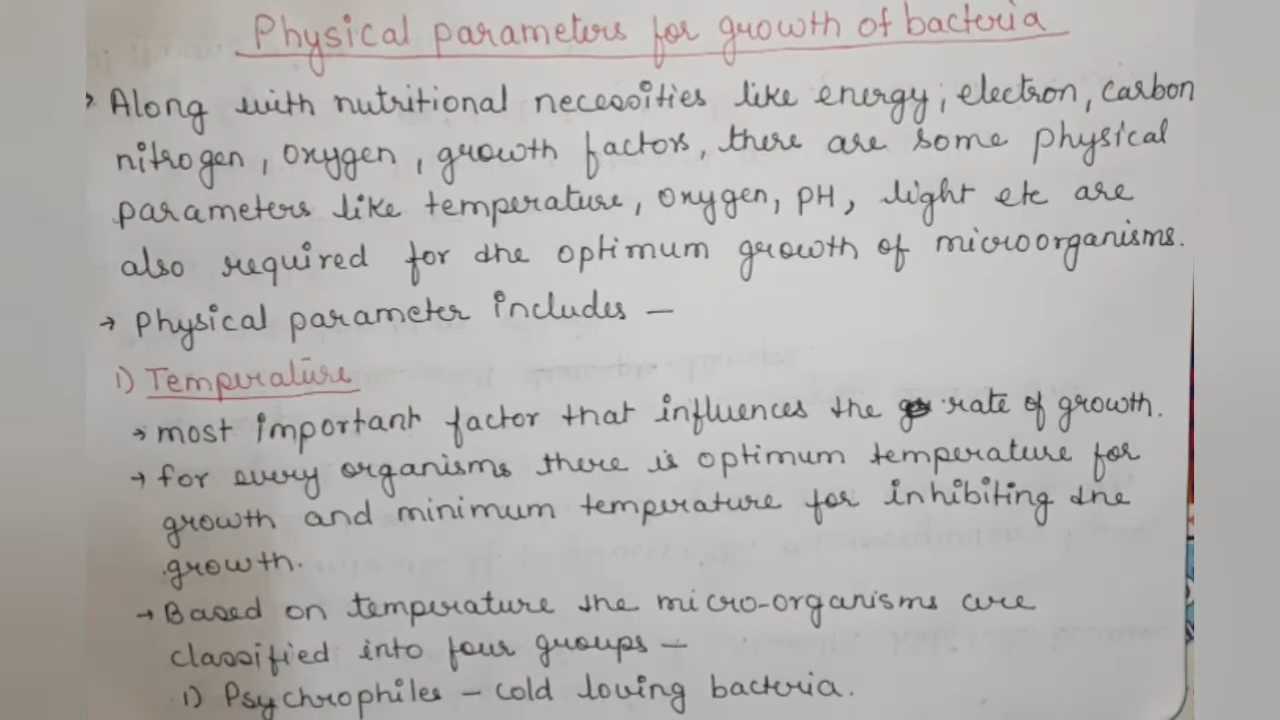 Physical parameters for growth of bacteria
→ Along with nutritional necessities like energy, electron, carbon
nitrogen, oxygen, growth factors, there are some physical
parameters like temperature, oxygen, PH, light etc are
also required for the optimum growth of microorganisms.
→ Physical parameter includes —
1) Temperature
→ most important factor that influences the rate of growth.
→ for every organisms there is optimum temperature for
growth and minimum temperature for inhibiting the
growth.
→ Based on temperature the micro-organisms are
classified into four groups —
1) Psychrophiles – cold loving bacteria.